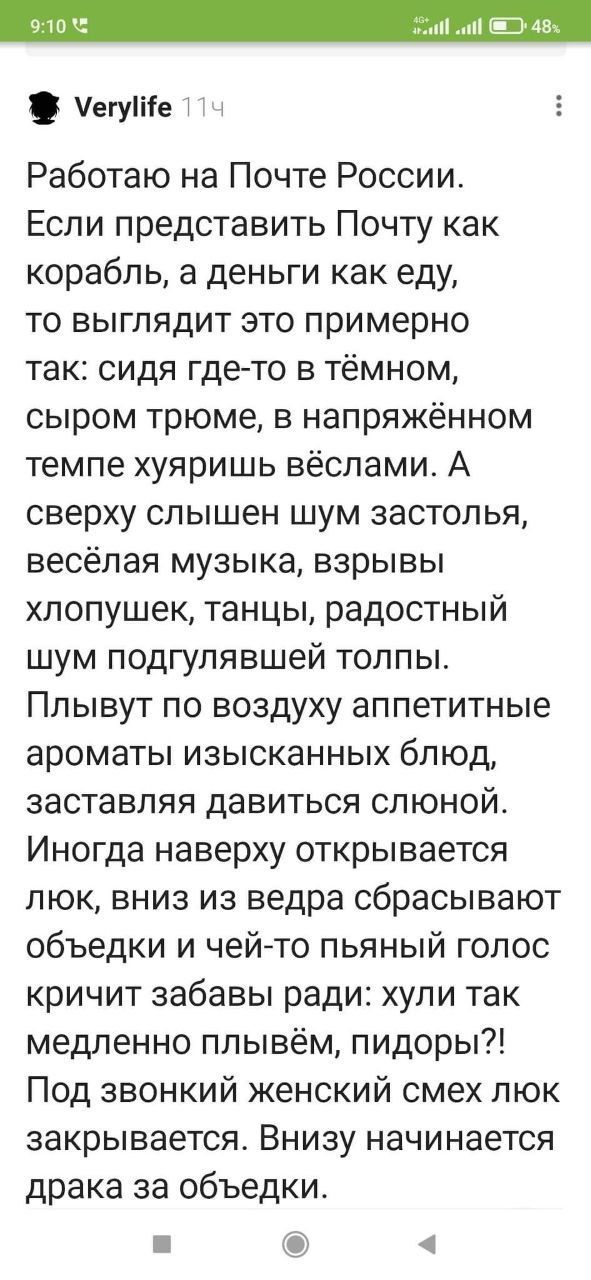 9:10
4G+
48%
Verylife 11ч
Работаю на Почте России.
Если представить Почту как
корабль, а деньги как еду,
то выглядит это примерно
так: сидя где-то в тёмном,
сыром трюме, в напряжённом
темпе хуяришь вёслами. А
сверху слышен шум застолья,
весёлая музыка, взрывы
хлопушек, танцы, радостный
шум подгулявшей толпы.
Плывут по воздуху аппетитные
ароматы изысканных блюд,
заставляя давиться слюной.
Иногда наверху открывается
люк, вниз из ведра сбрасывают
объедки и чей-то пьяный голос
кричит забавы ради: хули так
медленно плывём, пидоры?!
Под звонкий женский смех люк
закрывается. Внизу начинается
драка за объедки.